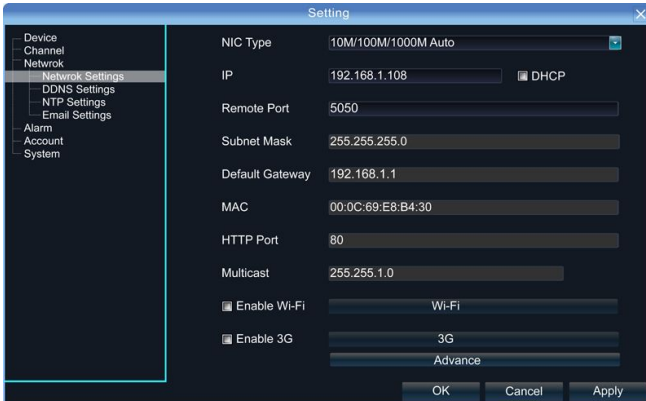 Setting
Device
Channel
Netwrok
Netwrok Settings
DDNS Settings
NTP Settings
Email Settings
Alarm
Account
System
NIC Type 10M/100M/1000M Auto
IP 192.168.1.108 DHCP
Remote Port 5050
Subnet Mask 255.255.255.0
Default Gateway 192.168.1.1
MAC 00:0C:69:E8:B4:30
HTTP Port 80
Multicast 255.255.1.0
Enable Wi-Fi Wi-Fi
Enable 3G 3G
Advance
OK Cancel Apply